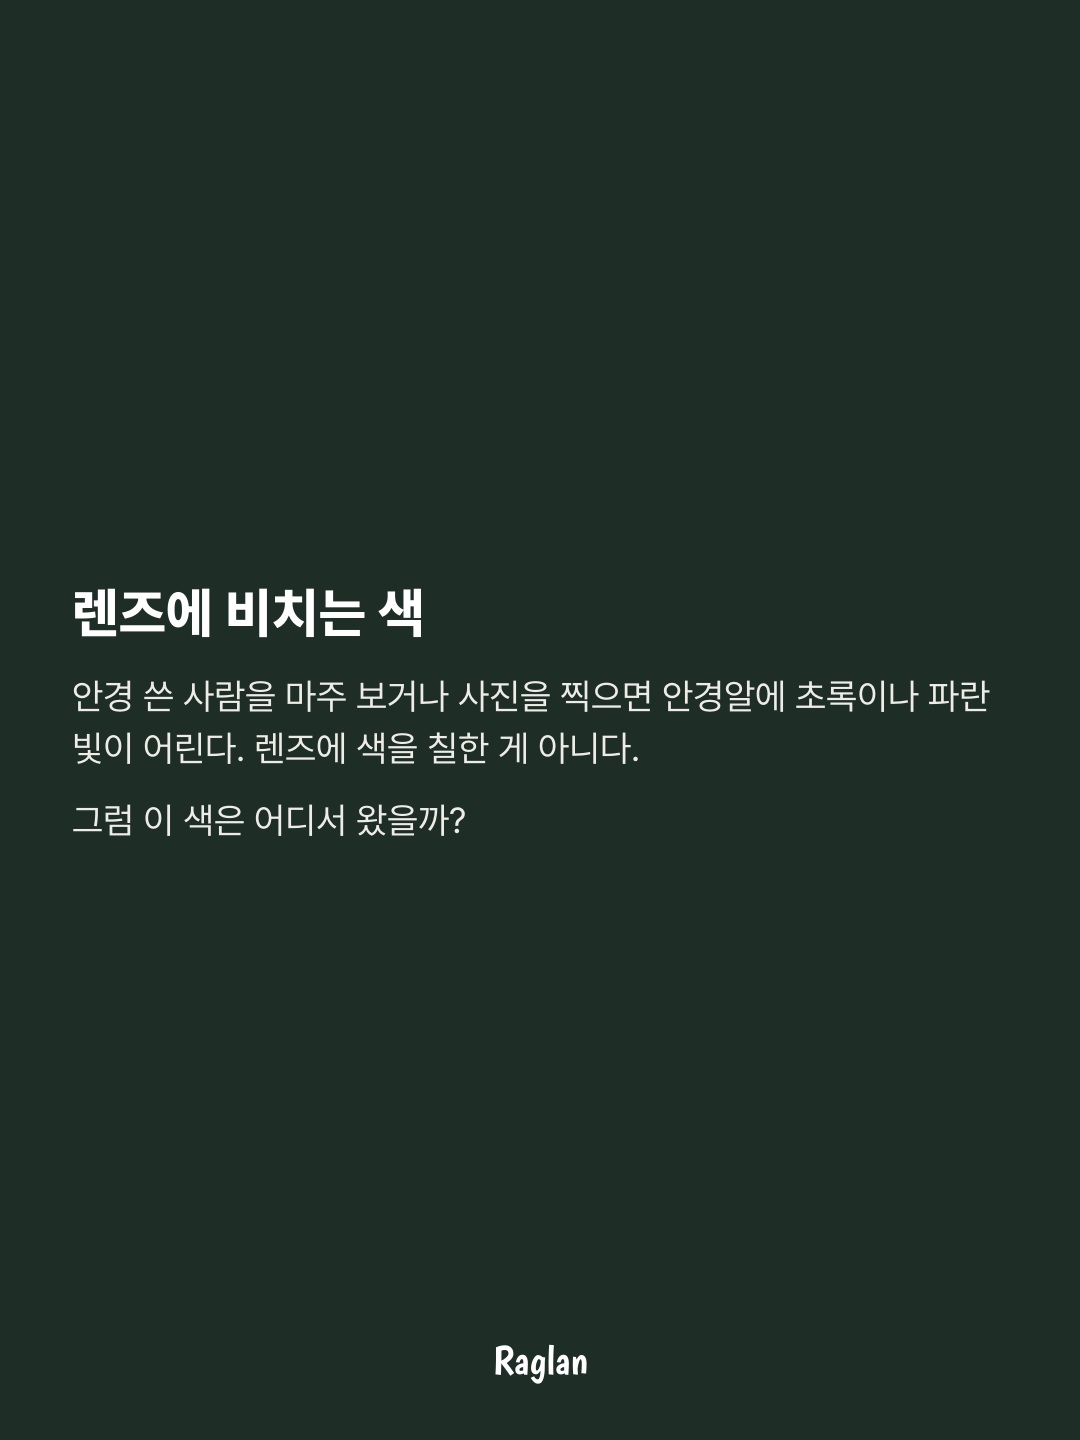 렌즈에 비치는 색
안경 쓴 사람을 마주 보거나 사진을 찍으면 안경알에 초록이나 파란
빛이 어린다. 렌즈에 색을 칠한 게 아니다.
그럼 이 색은 어디서 왔을까?
Raglan